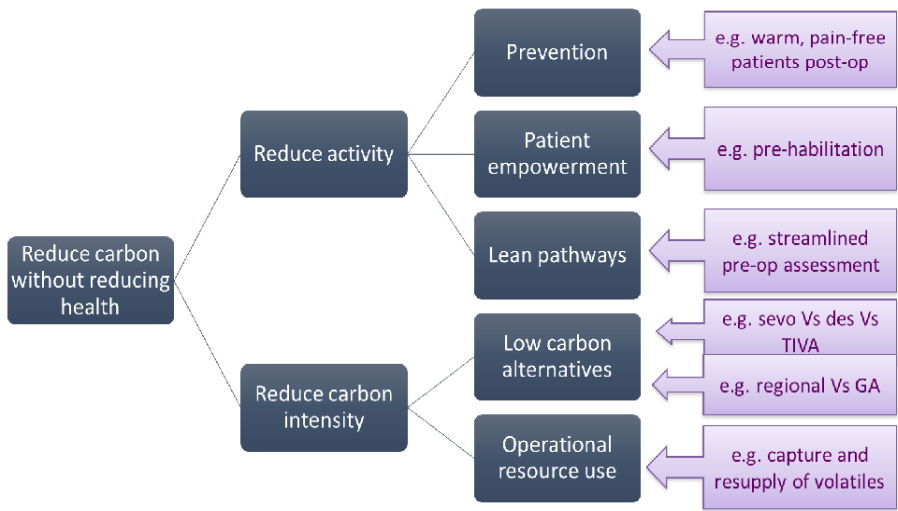 Reduce carbon
without reducing
health
Reduce activity
Reduce carbon
intensity
Prevention
Patient
empowerment
Lean pathways
Low carbon
alternatives
Operational
resource use
e.g. warm, pain-free
patients post-op
e.g. pre-habilitation
e.g. streamlined
pre-op assessment
e.g. sevo Vs des Vs
TIVA
e.g. regional Vs GA
e.g. capture and
resupply of volatiles